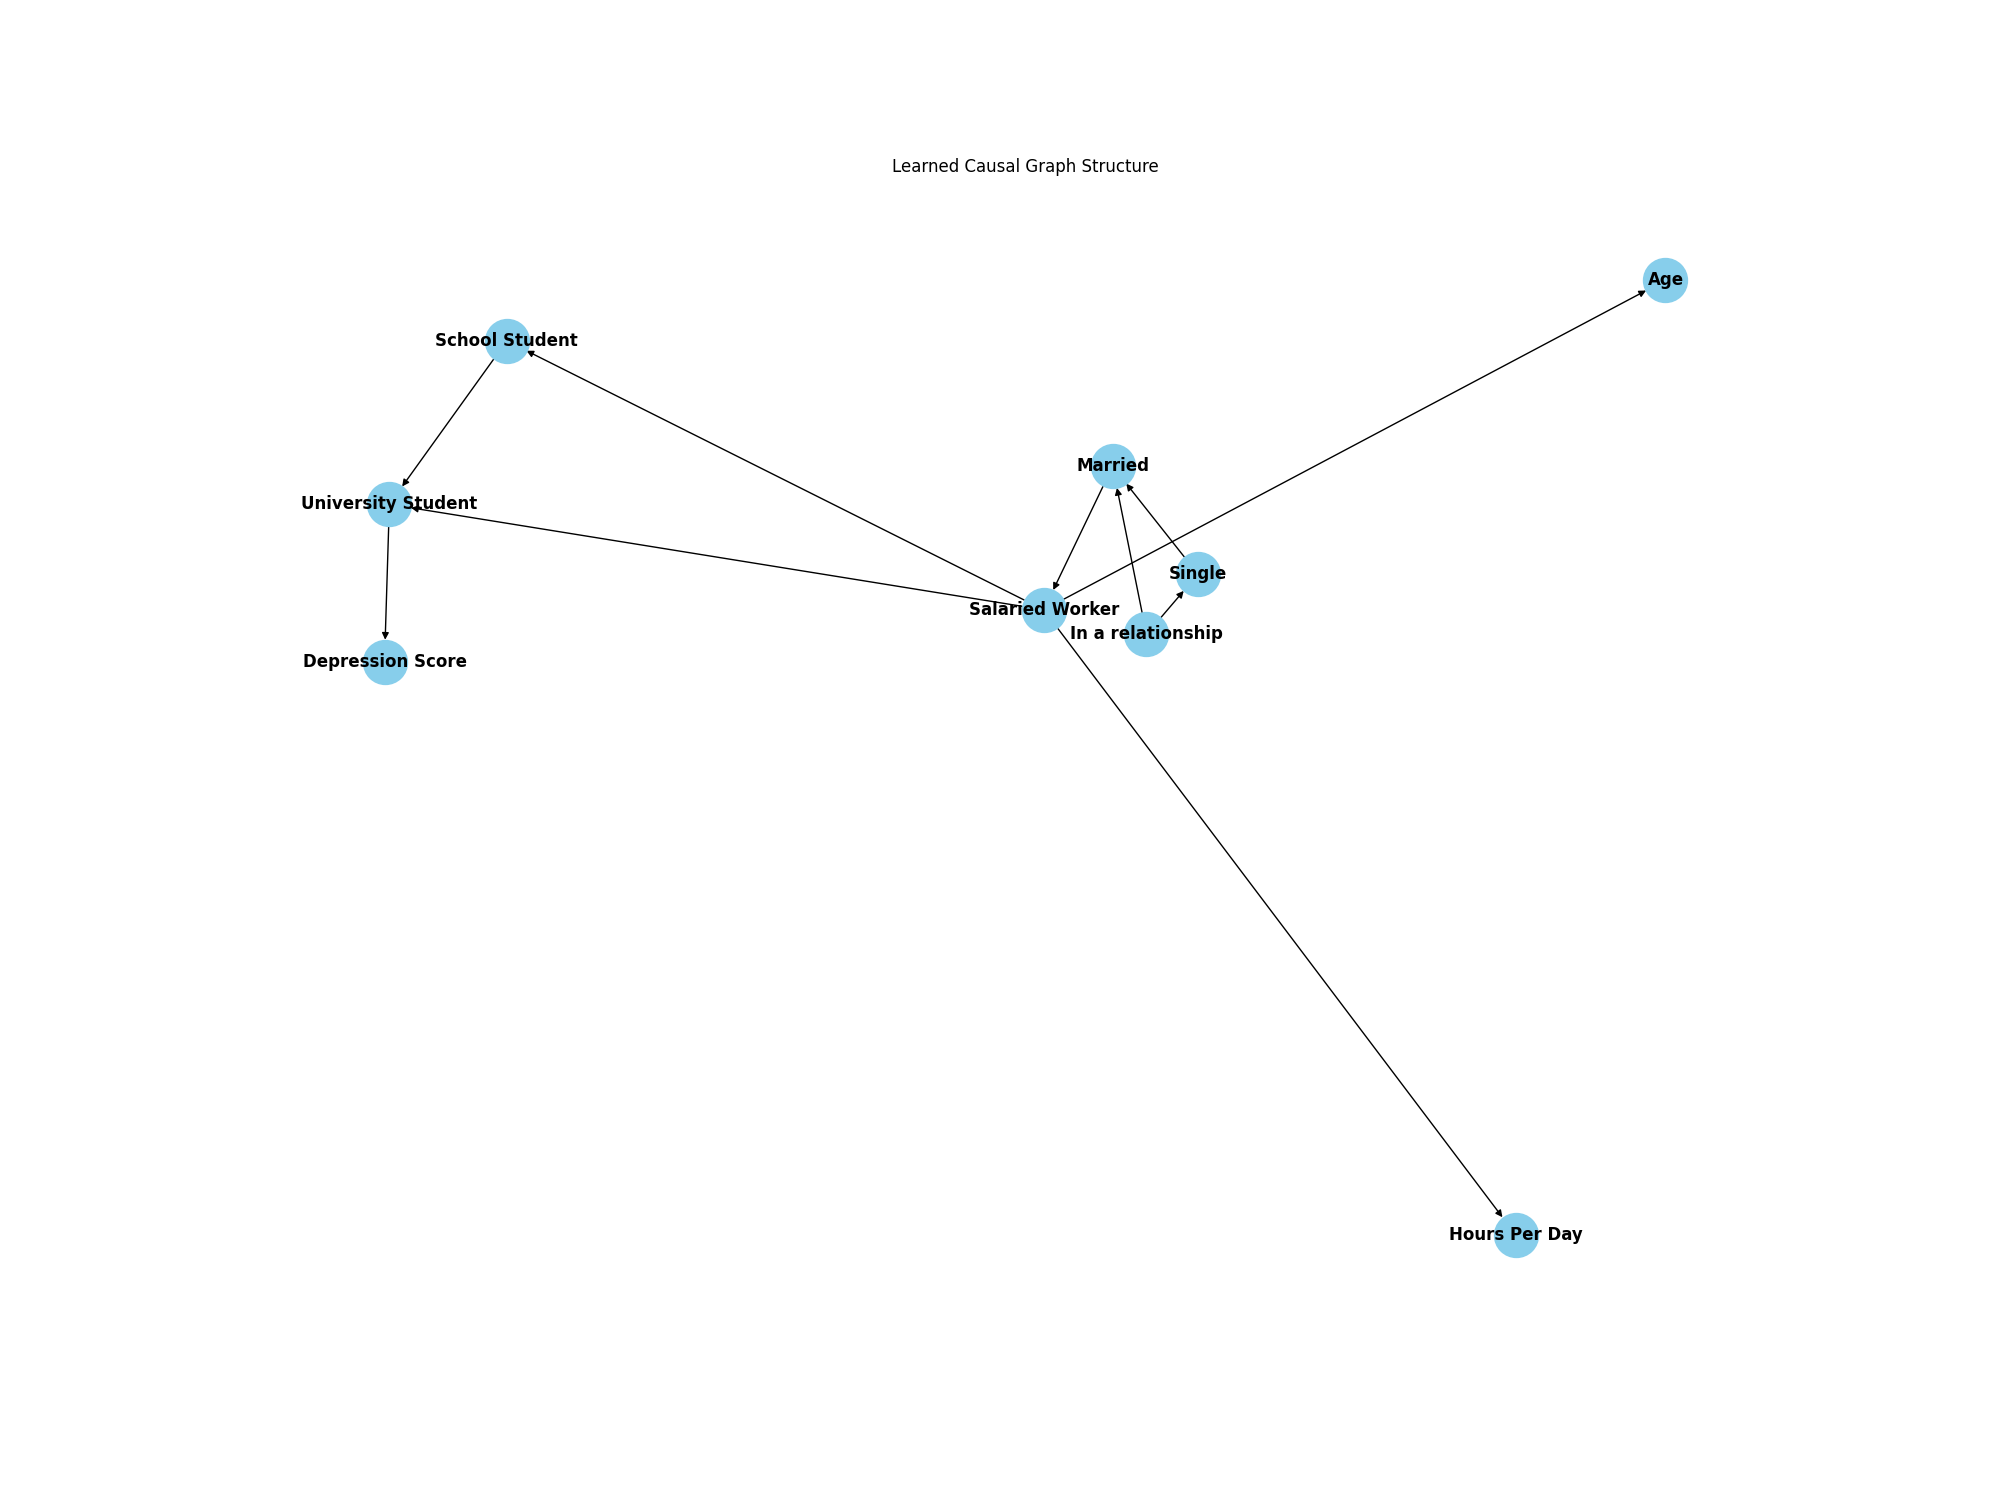 Learned Causal Graph Structure
Age
School Student
Married
University Student
Single
Salaried Worker
In a relationship
Depression Score
Hours Per Day